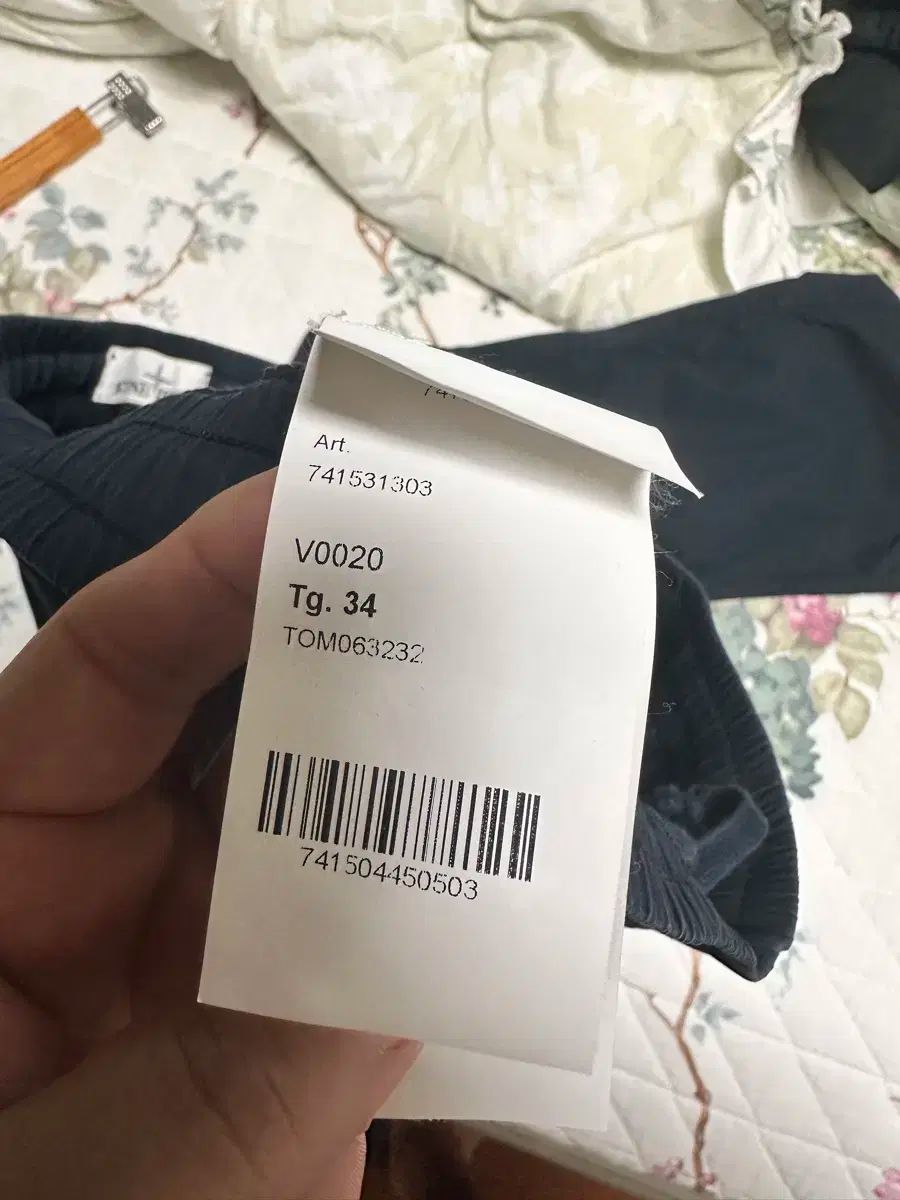 Art.
741531303
V0020
Tg. 34
TOM063232
741504450503